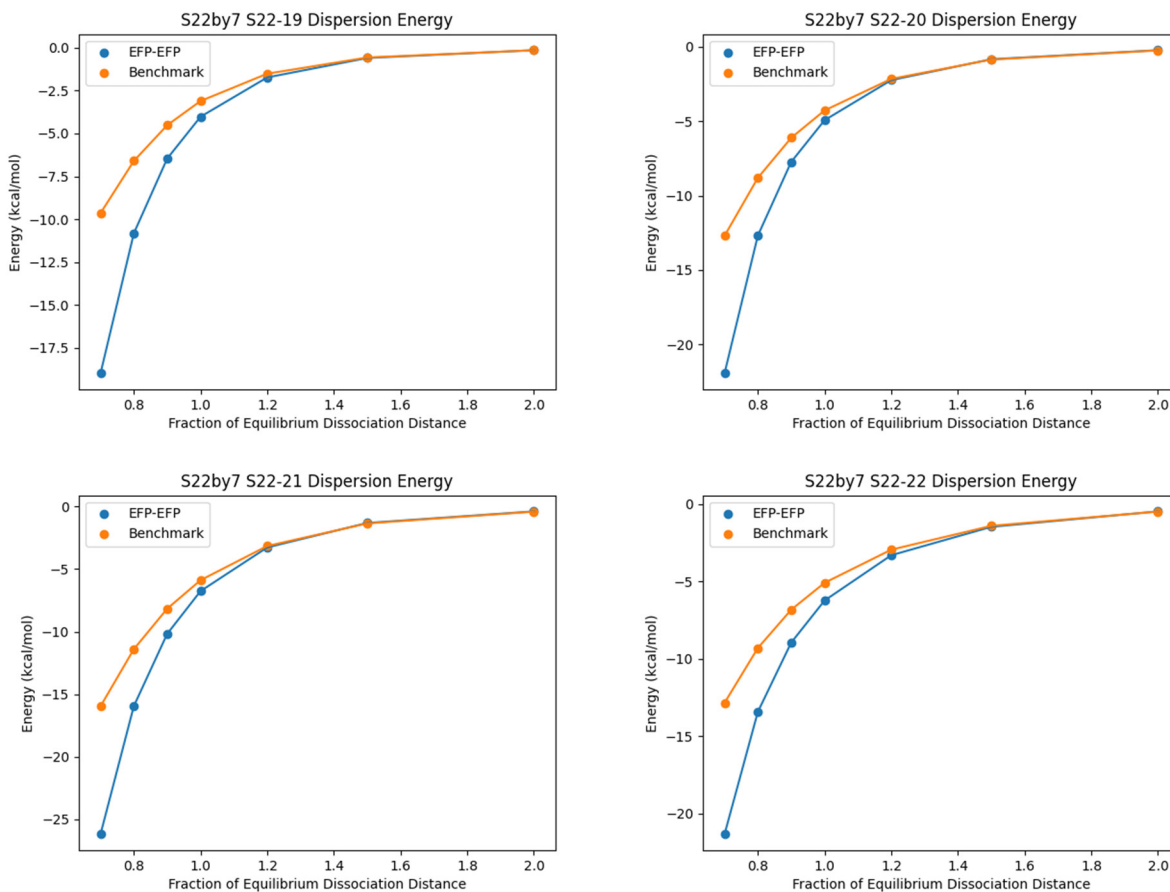 S22by7 S22-19 Dispersion Energy
EFP-EFP
Benchmark
0.0
−2.5
−5.0
−7.5
−10.0
−12.5
−15.0
−17.5
Energy (kcal/mol)
0.8 1.0 1.2 1.4 1.6 1.8 2.0
Fraction of Equilibrium Dissociation Distance
S22by7 S22-20 Dispersion Energy
EFP-EFP
Benchmark
0
−5
−10
−15
−20
Energy (kcal/mol)
0.8 1.0 1.2 1.4 1.6 1.8 2.0
Fraction of Equilibrium Dissociation Distance
S22by7 S22-21 Dispersion Energy
EFP-EFP
Benchmark
0
−5
−10
−15
−20
−25
Energy (kcal/mol)
0.8 1.0 1.2 1.4 1.6 1.8 2.0
Fraction of Equilibrium Dissociation Distance
S22by7 S22-22 Dispersion Energy
EFP-EFP
Benchmark
0
−5
−10
−15
−20
Energy (kcal/mol)
0.8 1.0 1.2 1.4 1.6 1.8 2.0
Fraction of Equilibrium Dissociation Distance